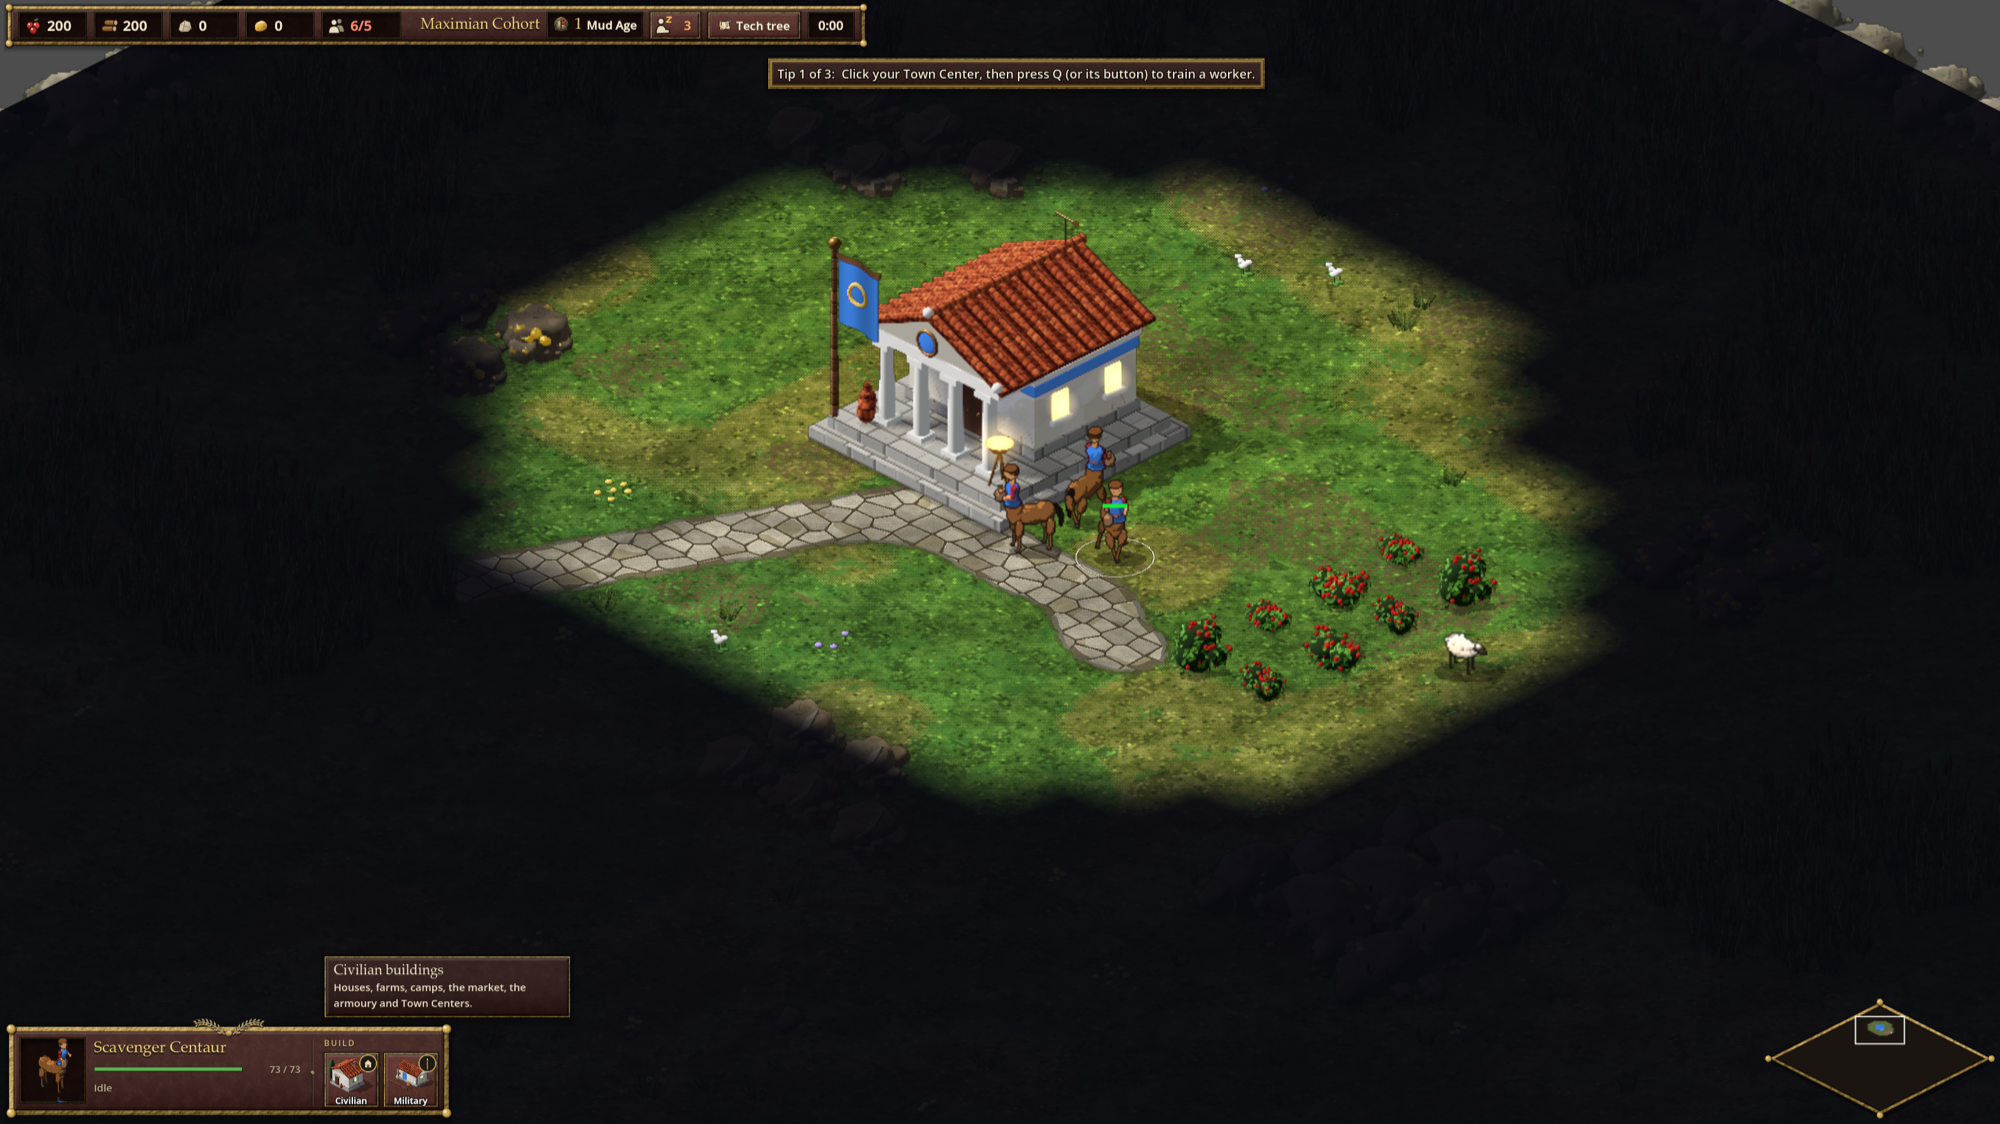 200
200
0
0
6/5
Maximian Cohort
1 Mud Age
z 3
Tech tree
0:00
Tip 1 of 3: Click your Town Center, then press Q (or its button) to train a worker.
Civilian buildings
Houses, farms, camps, the market, the
armoury and Town Centers.
Scavenger Centaur
73 / 73
Idle
BUILD
Civilian
Military